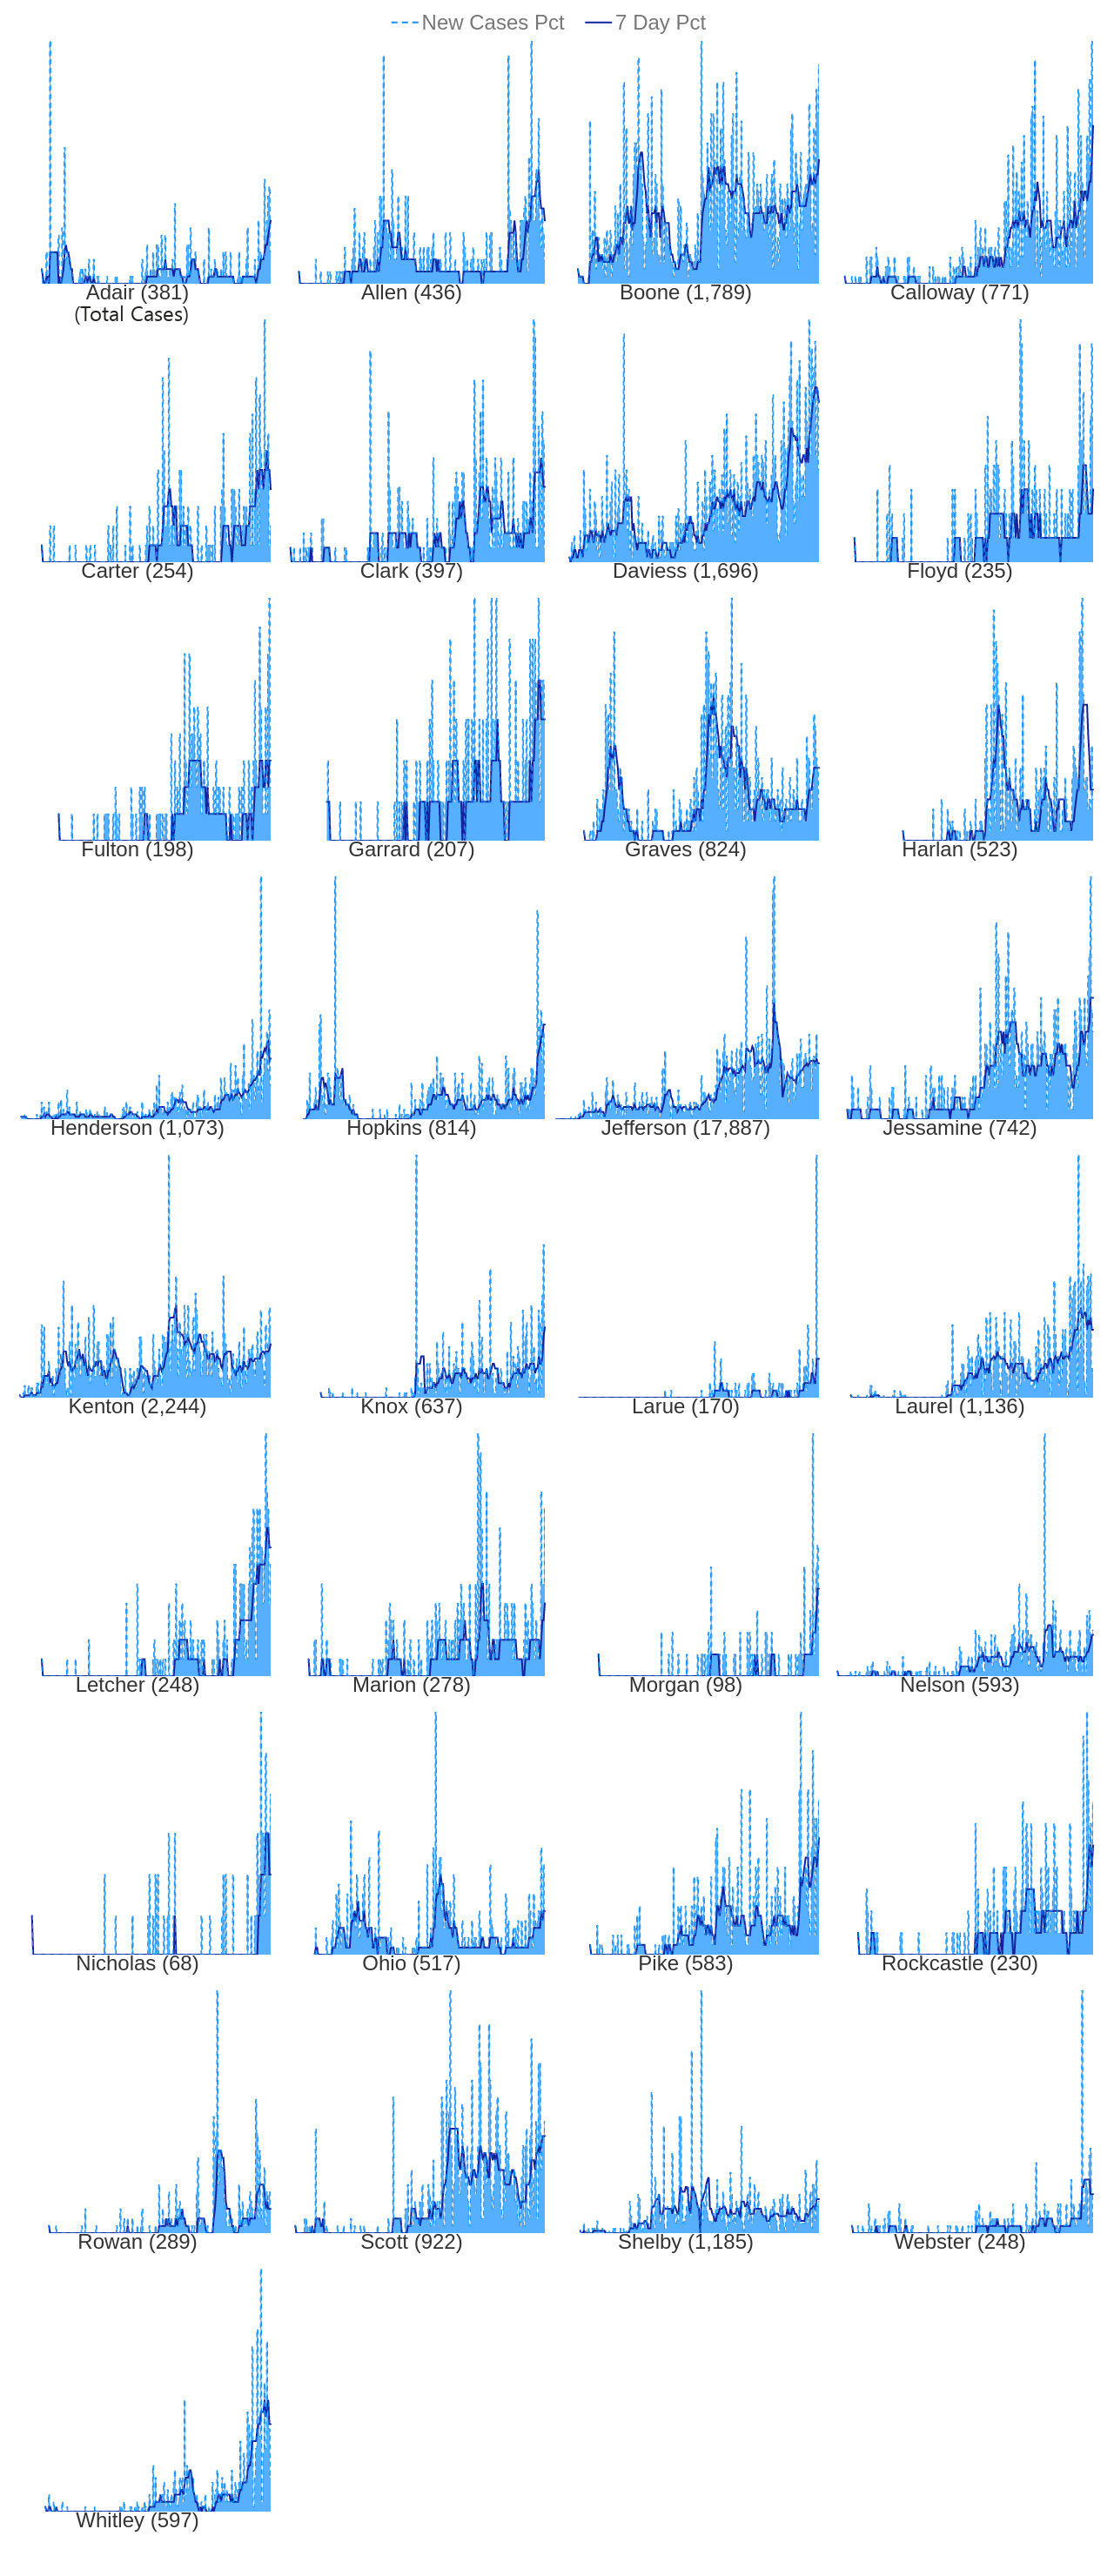 New Cases Pct 7 Day Pct
Adair (381) Allen (436) Boone (1,789) Calloway (771)
(Total Cases)
Carter (254) Clark (397) Daviess (1,696) Floyd (235)
Fulton (198) Garrard (207) Graves (824) Harlan (523)
Henderson (1,073) Hopkins (814) Jefferson (17,887) Jessamine (742)
Kenton (2,244) Knox (637) Larue (170) Laurel (1,136)
Letcher (248) Marion (278) Morgan (98) Nelson (593)
Nicholas (68) Ohio (517) Pike (583) Rockcastle (230)
Rowan (289) Scott (922) Shelby (1,185) Webster (248)
Whitley (597)